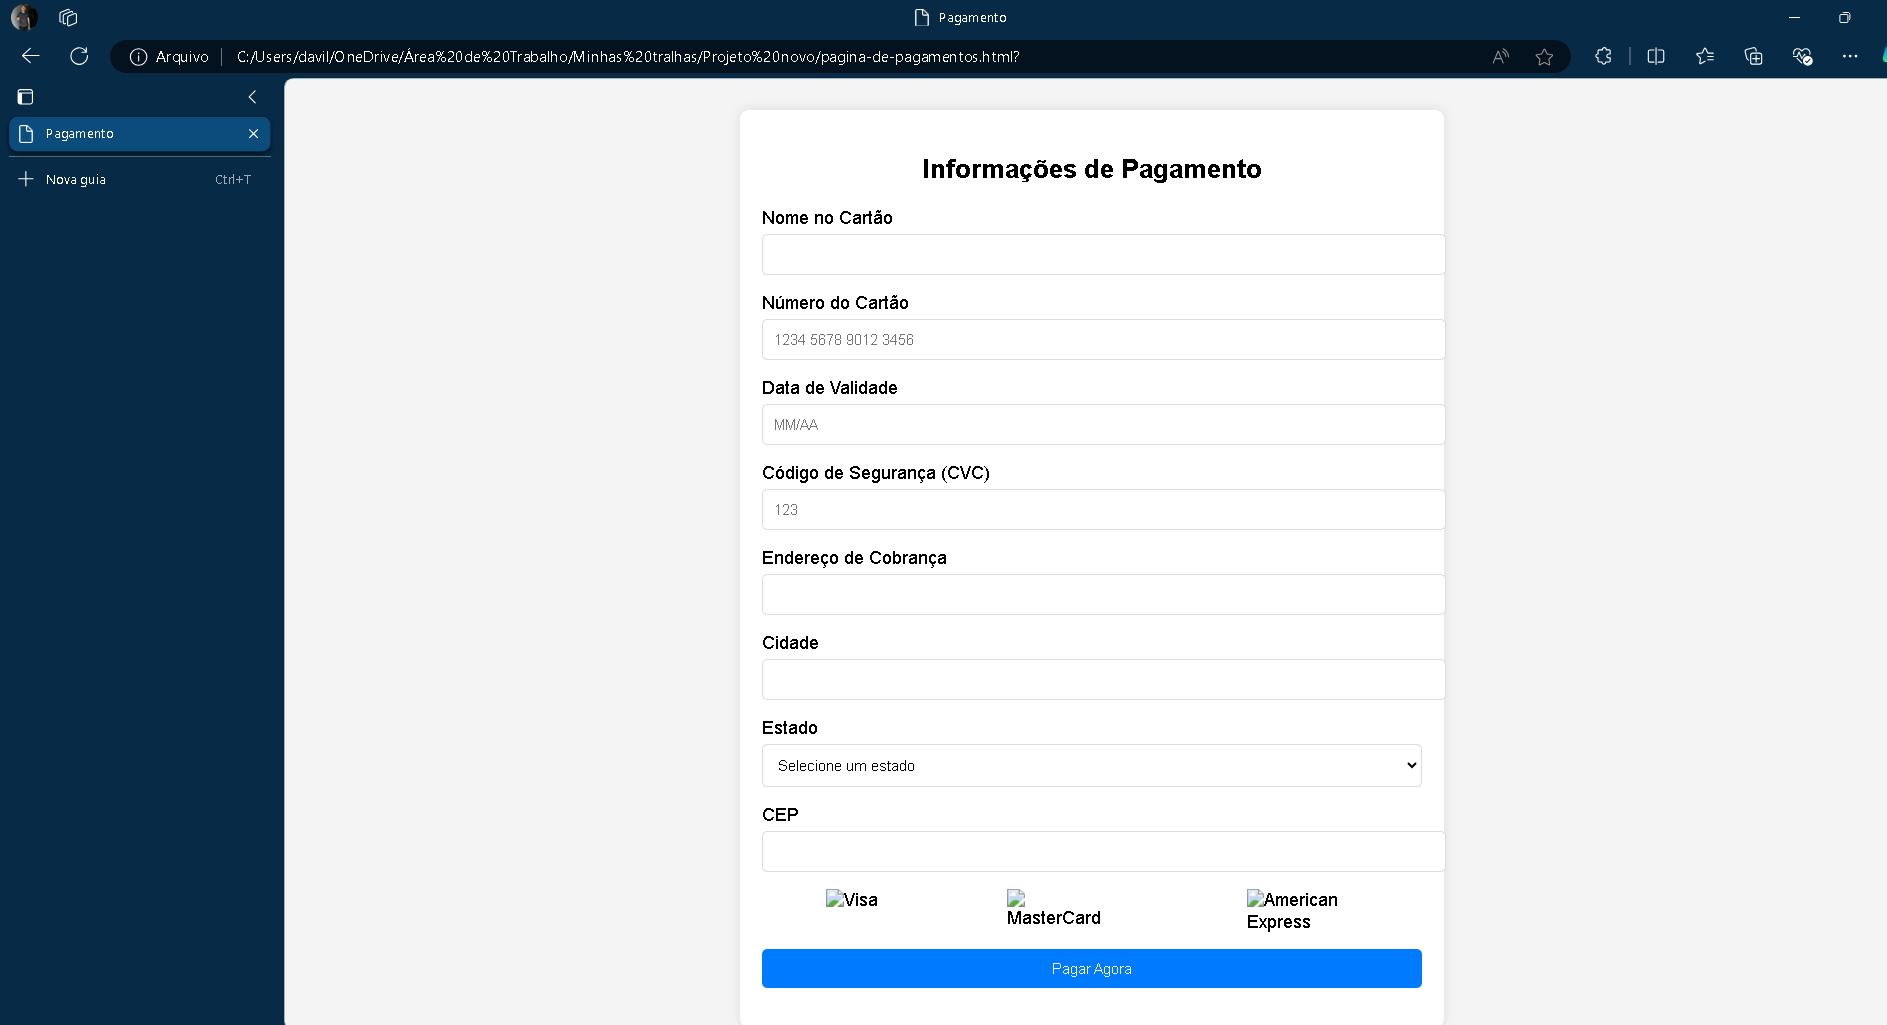 Pagamento
Arquivo
C:/Users/davil/OneDrive/Área%20de%20Trabalho/Minhas%20tralhas/Projeto%20novo/pagina-de-pagamentos.html?
Pagamento
Nova guia Ctrl+T
Informações de Pagamento
Nome no Cartão
Número do Cartão
1234 5678 9012 3456
Data de Validade
MM/AA
Código de Segurança (CVC)
123
Endereço de Cobrança
Cidade
Estado
Selecione um estado
CEP
Visa
MasterCard
American
Express
Pagar Agora